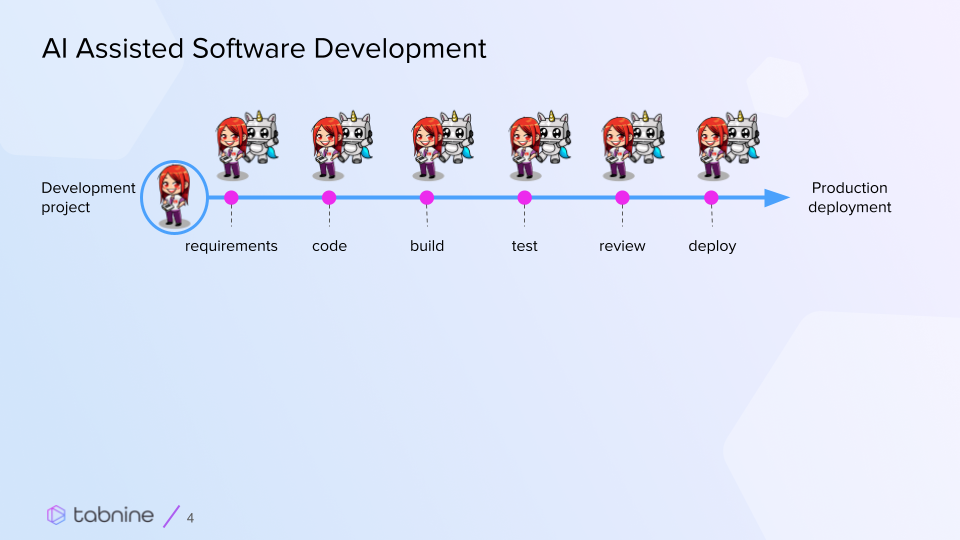 AI Assisted Software Development
Development
project
Production
deployment
requirements
code
build
test
review
deploy
tabnine
4